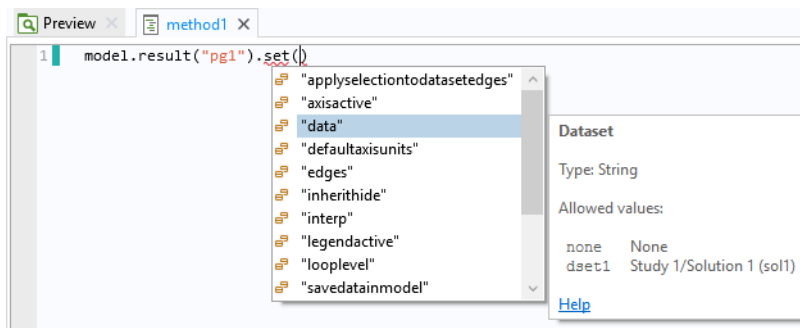 Preview
method1
1 model.result("pg1").set()
"applyselectiontodatasetedges"
"axisactive"
"data"
"defaultaxisunits"
"edges"
"inherithide"
"interp"
"legendactive"
"looplevel"
"savedatainmodel"
Dataset
Type: String
Allowed values:
none None
dset1 Study 1/Solution 1 (sol1)
Help